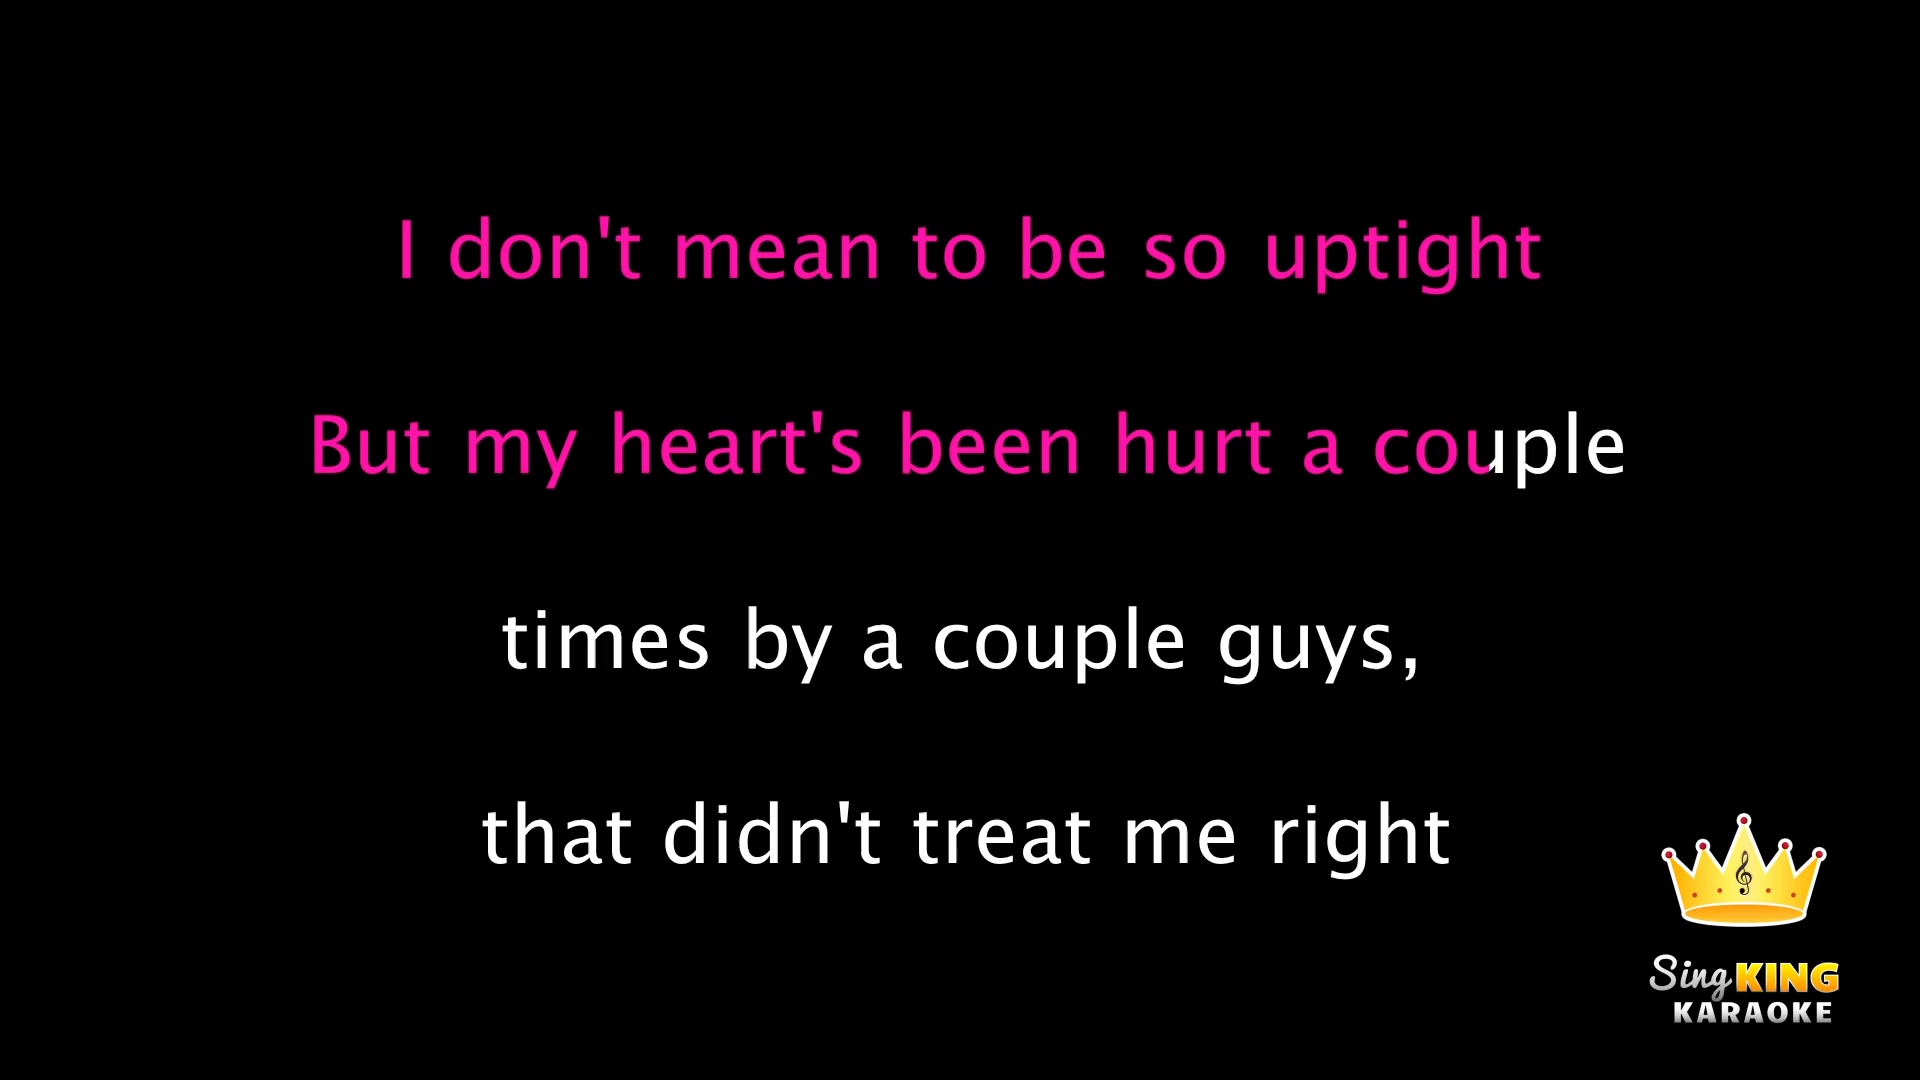 I don't mean to be so uptight
But my heart's been hurt a couple
times by a couple guys,
that didn't treat me right
Sing KING
KARAOKE